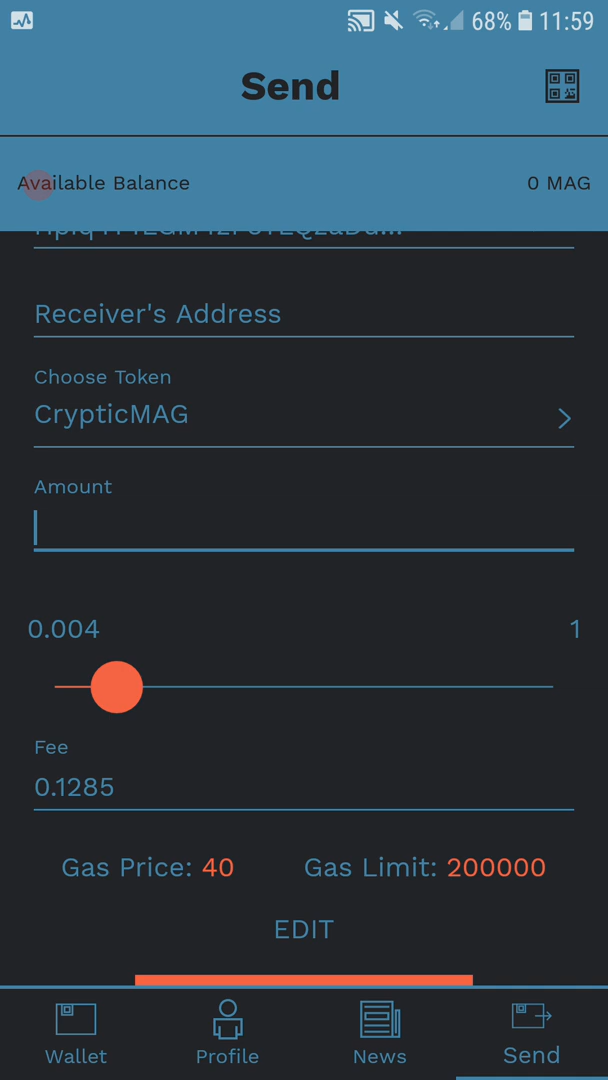 68% 11:59
Send
Available Balance 0 MAG
Receiver's Address
Choose Token
CrypticMAG
Amount
0.004 1
Fee
0.1285
Gas Price: 40 Gas Limit: 200000
EDIT
Wallet Profile News Send